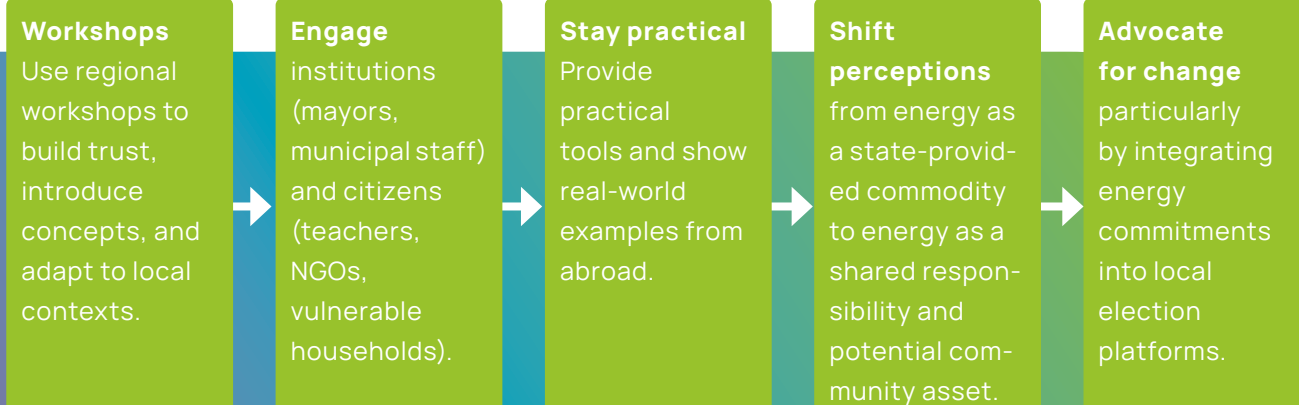 Workshops
Use regional
workshops to
build trust,
introduce
concepts, and
adapt to local
contexts.
Engage
institutions
(mayors,
municipal staff)
and citizens
(teachers,
NGOs,
vulnerable
households).
Stay practical
Provide
practical
tools and show
real-world
examples from
abroad.
Shift
perceptions
from energy as
a state-provid-
ed commodity
to energy as a
shared respon-
sibility and
potential com-
munity asset.
Advocate
for change
particularly
by integrating
energy
commitments
into local
election
platforms.